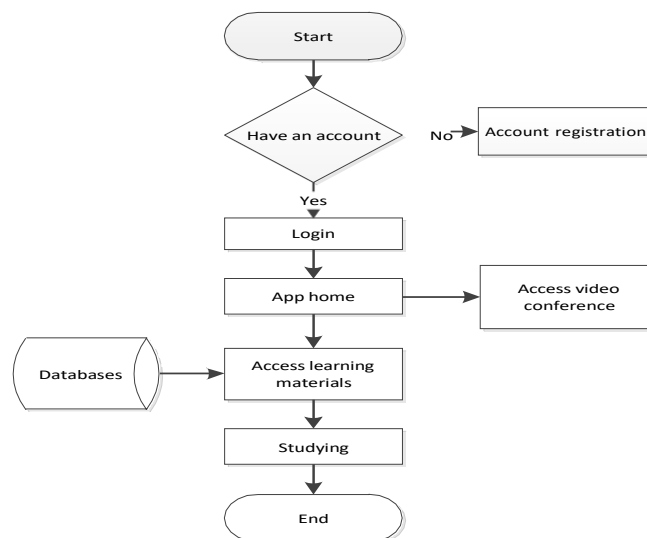 Start
Have an account
No
Account registration
Yes
Login
App home
Access video
conference
Databases
Access learning
materials
Studying
End